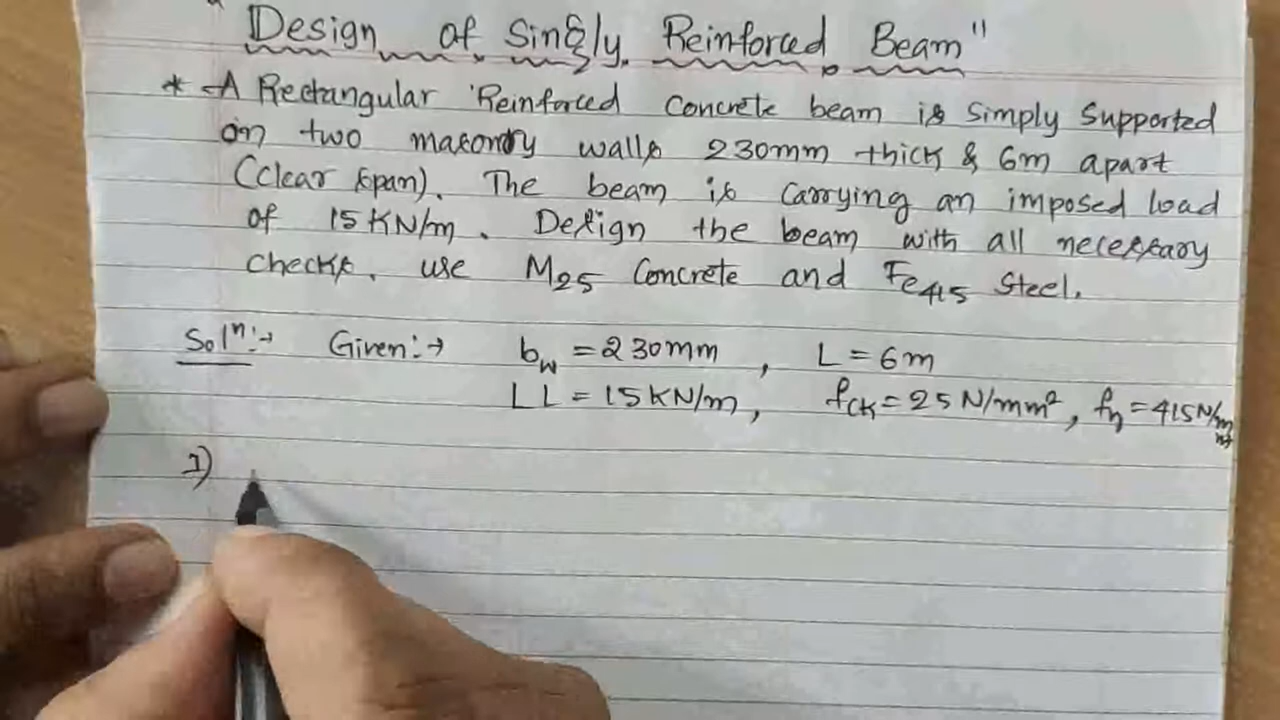 "Design of Singly Reinforced Beam"
* A Rectangular Reinforced Concrete beam is Simply Supported
on two masonry walls 230mm thick & 6m apart
(Clear span). The beam is Carrying an imposed load
of 15 KN/m. Design the beam with all necessary
checks. use M25 Concrete and Fe415 Steel.
Solⁿ:→ Given:→ bw = 230mm, L = 6m
LL = 15KN/m, fCK = 25 N/mm², fy = 415N/mm²
1)